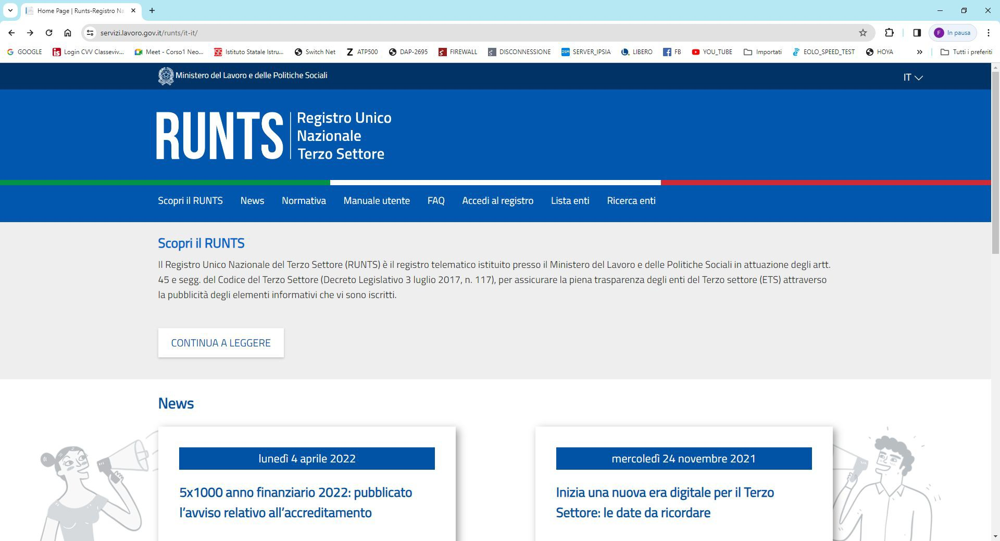 Home Page | Runts-Registro Na
servizi.lavoro.gov.it/runts/it-it/
F In pausa
GOOGLE
Login CVV Classeviv...
Meet - Corso1 Neo...
Istituto Statale Istru...
Switch Net
ATP500
DAP-2695
FIREWALL
DISCONNESSIONE
SERVER_IPSIA
LIBERO
FB
YOU_TUBE
Importati
EOLO_SPEED_TEST
HOYA
»
Tutti i preferiti
Ministero del Lavoro e delle Politiche Sociali
IT
RUNTS
Registro Unico
Nazionale
Terzo Settore
Scopri il RUNTS
News
Normativa
Manuale utente
FAQ
Accedi al registro
Lista enti
Ricerca enti
Scopri il RUNTS
Il Registro Unico Nazionale del Terzo Settore (RUNTS) è il registro telematico istituito presso il Ministero del Lavoro e delle Politiche Sociali in attuazione degli artt.
45 e segg. del Codice del Terzo Settore (Decreto Legislativo 3 luglio 2017, n. 117), per assicurare la piena trasparenza degli enti del Terzo settore (ETS) attraverso
la pubblicità degli elementi informativi che vi sono iscritti.
CONTINUA A LEGGERE
News
lunedì 4 aprile 2022
5x1000 anno finanziario 2022: pubblicato
l’avviso relativo all’accreditamento
mercoledì 24 novembre 2021
Inizia una nuova era digitale per il Terzo
Settore: le date da ricordare